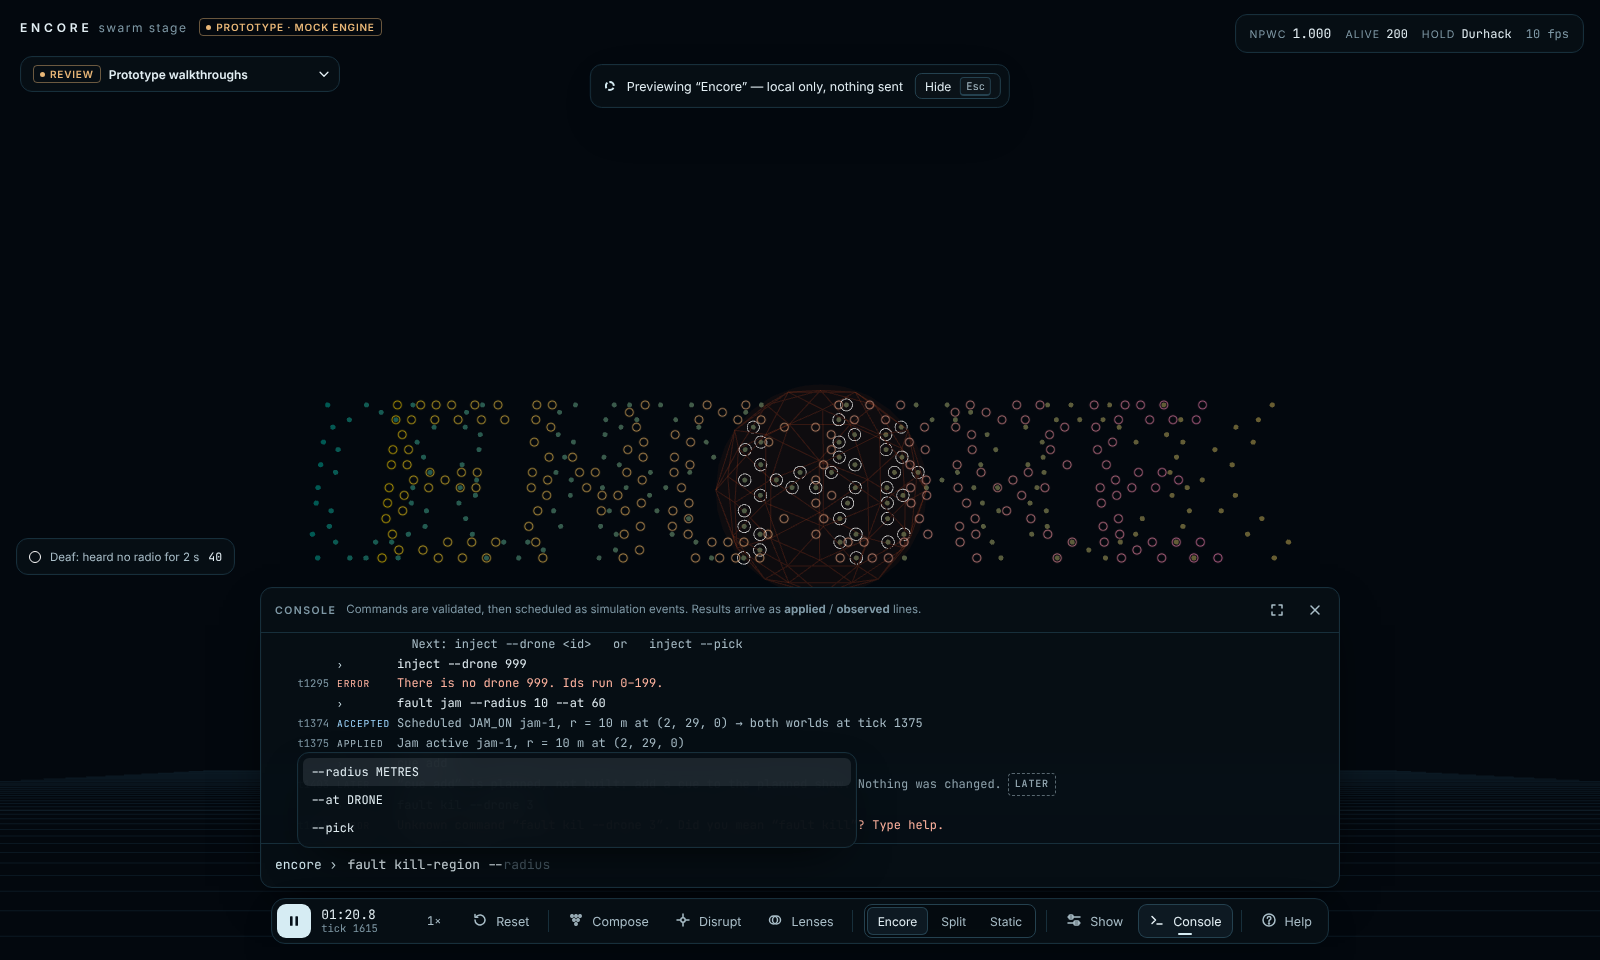 ENCORE swarm stage PROTOTYPE · MOCK ENGINE
NPWC 1.000 ALIVE 200 HOLD Durhack 10 fps
REVIEW Prototype walkthroughs
Previewing “Encore” — local only, nothing sent Hide Esc
Deaf: heard no radio for 2 s 40
CONSOLE Commands are validated, then scheduled as simulation events. Results arrive as applied / observed lines.
Next: inject --drone <id> or inject --pick
› inject --drone 999
t1295 ERROR There is no drone 999. Ids run 0–199.
› fault jam --radius 10 --at 60
t1374 ACCEPTED Scheduled JAM_ON jam-1, r = 10 m at (2, 29, 0) → both worlds at tick 1375
t1375 APPLIED Jam active jam-1, r = 10 m at (2, 29, 0)
--radius METRES
Nothing was changed. LATER
--at DRONE
--pick
? Type help.
encore › fault kill-region --radius
01:20.8
tick 1615
1× Reset Compose Disrupt Lenses Encore Split Static Show Console Help